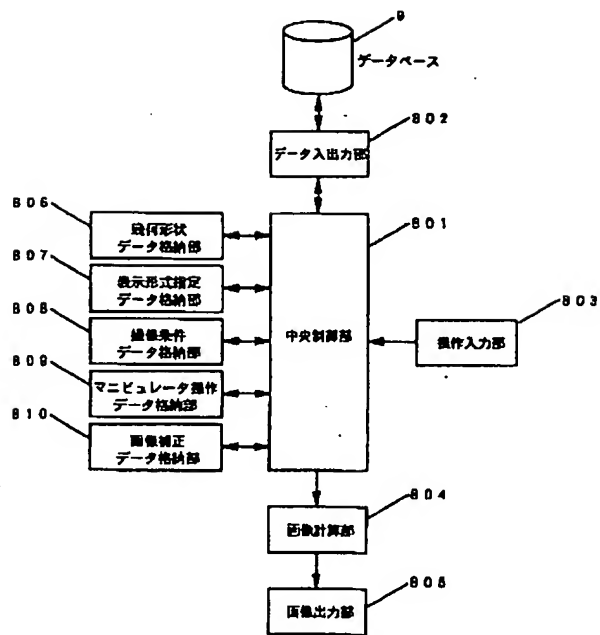 9
データベース
802
データ入出力部
806
幾何形状
データ格納部
801
807
表示形式指定
データ格納部
803
808
撮像条件
データ格納部
中央制御部
操作入力部
809
マニピュレータ操作
データ格納部
810
画像補正
データ格納部
804
画像計算部
805
画像出力部